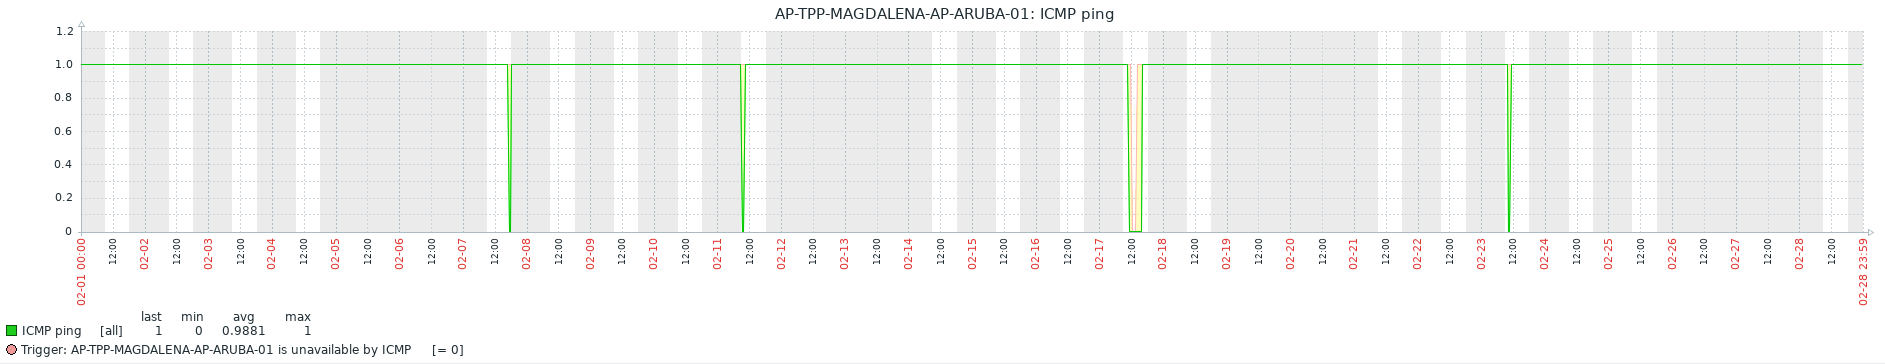 AP-TPP-MAGDALENA-AP-ARUBA-01: ICMP ping
1.2
1.0
0.8
0.6
0.4
0.2
0
02-01 00:00 12:00 02-02 12:00 02-03 12:00 02-04 12:00 02-05 12:00 02-06 12:00 02-07 12:00 02-08 12:00 02-09 12:00 02-10 12:00 02-11 12:00 02-12 12:00 02-13 12:00 02-14 12:00 02-15 12:00 02-16 12:00 02-17 12:00 02-18 12:00 02-19 12:00 02-20 12:00 02-21 12:00 02-22 12:00 02-23 12:00 02-24 12:00 02-25 12:00 02-26 12:00 02-27 12:00 02-28 12:00 02-28 23:59
last min avg max
ICMP ping [all] 1 0 0.9881 1
Trigger: AP-TPP-MAGDALENA-AP-ARUBA-01 is unavailable by ICMP [= 0]